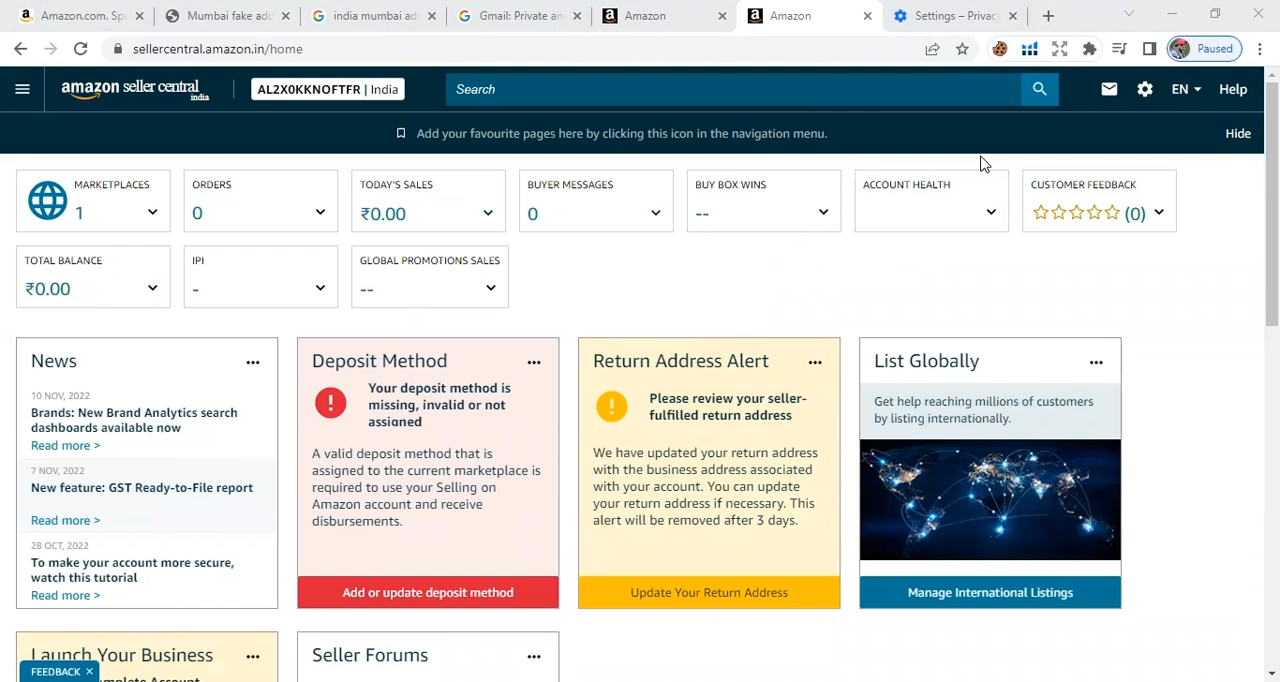 Amazon.com. Sp
Mumbai fake ad
india mumbai ad
Gmail: Private an
Amazon
Amazon
Settings – Privac
sellercentral.amazon.in/home
Paused
amazon seller central
india
AL2X0KKNOFTFR | India
Search
EN
Help
Add your favourite pages here by clicking this icon in the navigation menu.
Hide
MARKETPLACES
1
ORDERS
0
TODAY'S SALES
₹0.00
BUYER MESSAGES
0
BUY BOX WINS
--
ACCOUNT HEALTH
CUSTOMER FEEDBACK
(0)
TOTAL BALANCE
₹0.00
IPI
-
GLOBAL PROMOTIONS SALES
--
News
10 NOV, 2022
Brands: New Brand Analytics search
dashboards available now
Read more >
7 NOV, 2022
New feature: GST Ready-to-File report
Read more >
28 OCT, 2022
To make your account more secure,
watch this tutorial
Read more >
Deposit Method
Your deposit method is
missing, invalid or not
assigned
A valid deposit method that is
assigned to the current marketplace is
required to use your Selling on
Amazon account and receive
disbursements.
Add or update deposit method
Return Address Alert
Please review your seller-
fulfilled return address
We have updated your return address
with the business address associated
with your account. You can update
your return address if necessary. This
alert will be removed after 3 days.
Update Your Return Address
List Globally
Get help reaching millions of customers
by listing internationally.
Manage International Listings
Launch Your Business
Seller Forums
FEEDBACK